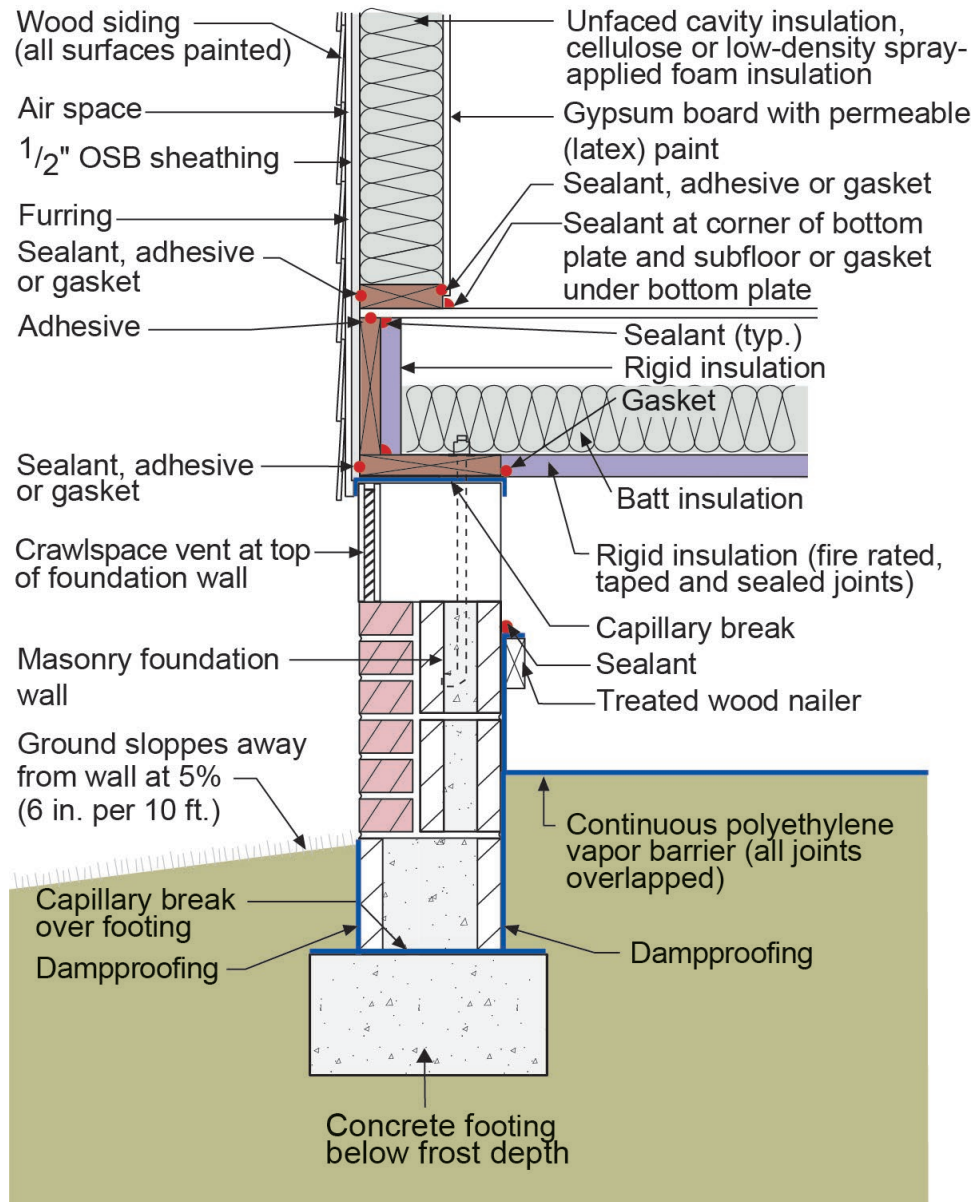 Wood siding
(all surfaces painted)
Air space
1/2" OSB sheathing
Furring
Sealant, adhesive
or gasket
Adhesive
Sealant, adhesive
or gasket
Crawlspace vent at top
of foundation wall
Masonry foundation
wall
Ground sloppes away
from wall at 5%
(6 in. per 10 ft.)
Capillary break
over footing
Dampproofing
Unfaced cavity insulation,
cellulose or low-density spray-
applied foam insulation
Gypsum board with permeable
(latex) paint
Sealant, adhesive or gasket
Sealant at corner of bottom
plate and subfloor or gasket
under bottom plate
Sealant (typ.)
Rigid insulation
Gasket
Batt insulation
Rigid insulation (fire rated,
taped and sealed joints)
Capillary break
Sealant
Treated wood nailer
Continuous polyethylene
vapor barrier (all joints
overlapped)
Dampproofing
Concrete footing
below frost depth